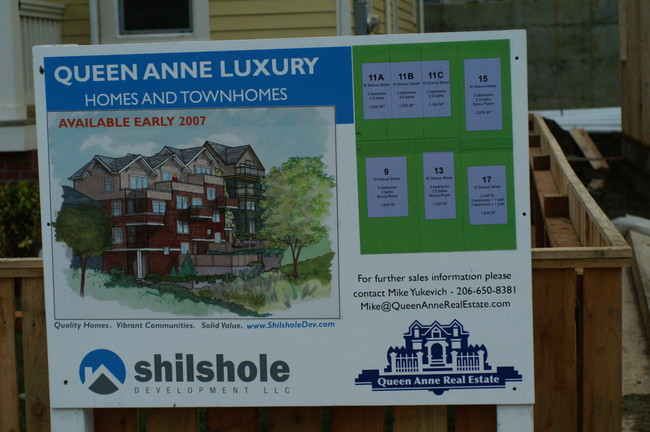 QUEEN ANNE LUXURY
HOMES AND TOWNHOMES
AVAILABLE EARLY 2007
11A
11B
11C
15
9
13
17
For further sales information please
contact Mike Yukevich - 206-650-8381
Mike@QueenAnneRealEstate.com
Quality Homes. Vibrant Communities. Solid Value. www.ShilsholeDev.com
shilshole
DEVELOPMENT LLC
Queen Anne Real Estate